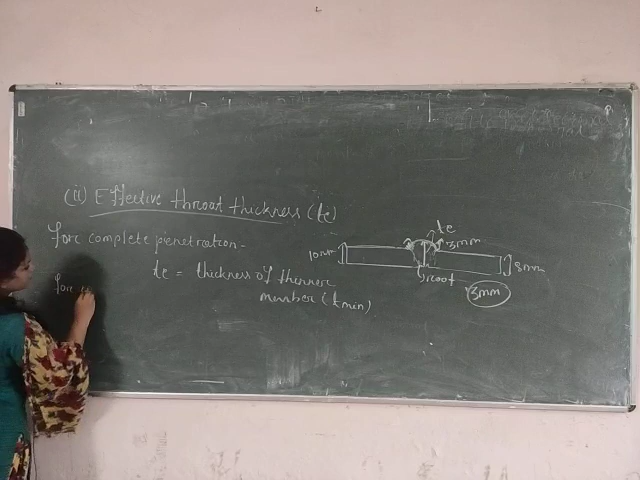 (ii) Effective throat thickness (te)
for complete penetration -
te = thickness of thinner
member (tmin)
for
te
3mm
10mm
8mm
root
3mm